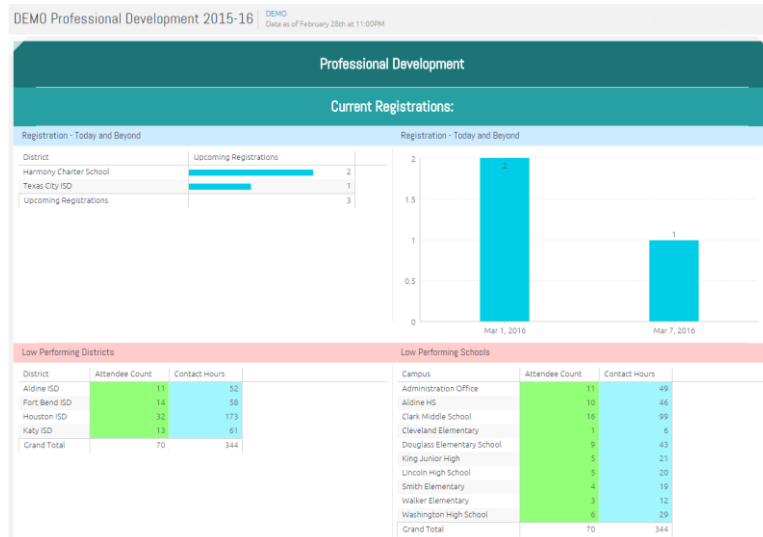 DEMO Professional Development 2015-16
DEMO
Data as of February 28th at 11:00PM
Professional Development
Current Registrations:
Registration - Today and Beyond
District Upcoming Registrations
Harmony Charter School 2
Texas City ISD 1
Upcoming Registrations 3
Registration - Today and Beyond
2
1.5
1
0.5
0
2
1
Mar 1, 2016 Mar 7, 2016
Low Performing Districts
District Attendee Count Contact Hours
Aldine ISD 11 52
Fort Bend ISD 14 58
Houston ISD 32 173
Katy ISD 13 61
Grand Total 70 344
Low Performing Schools
Campus Attendee Count Contact Hours
Administration Office 11 49
Aldine HS 10 46
Clark Middle School 16 99
Cleveland Elementary 1 6
Douglass Elementary School 9 43
King Junior High 5 21
Lincoln High School 5 20
Smith Elementary 4 19
Walker Elementary 3 12
Washington High School 6 29
Grand Total 70 344